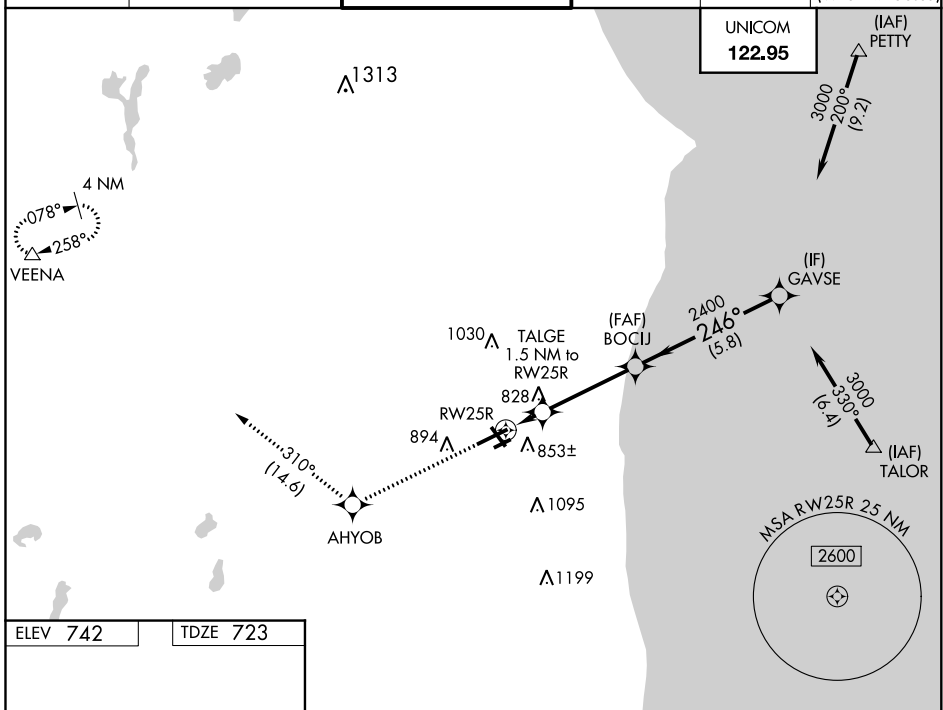 UNICOM
122.95
(IAF)
PETTY
1313
3000
200°
(9.2)
4 NM
078°
258°
VEENA
(IF)
GAVSE
2400
246°
(5.8)
(FAF)
BOCIJ
1030
TALGE
1.5 NM to
RW25R
828
RW25R
894
853±
3000
330°
(6.4)
(IAF)
TALOR
310°
(14.6)
AHYOB
1095
1199
MSA RW25R 25 NM
2600
ELEV 742
TDZE 723